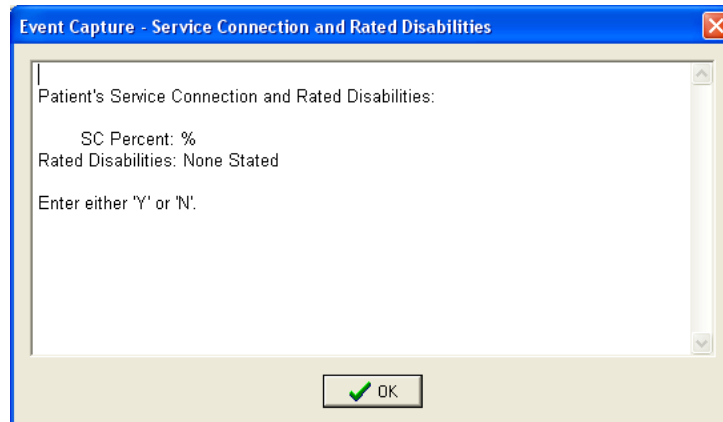 Event Capture - Service Connection and Rated Disabilities
Patient's Service Connection and Rated Disabilities:
SC Percent: %
Rated Disabilities: None Stated
Enter either 'Y' or 'N'.
OK